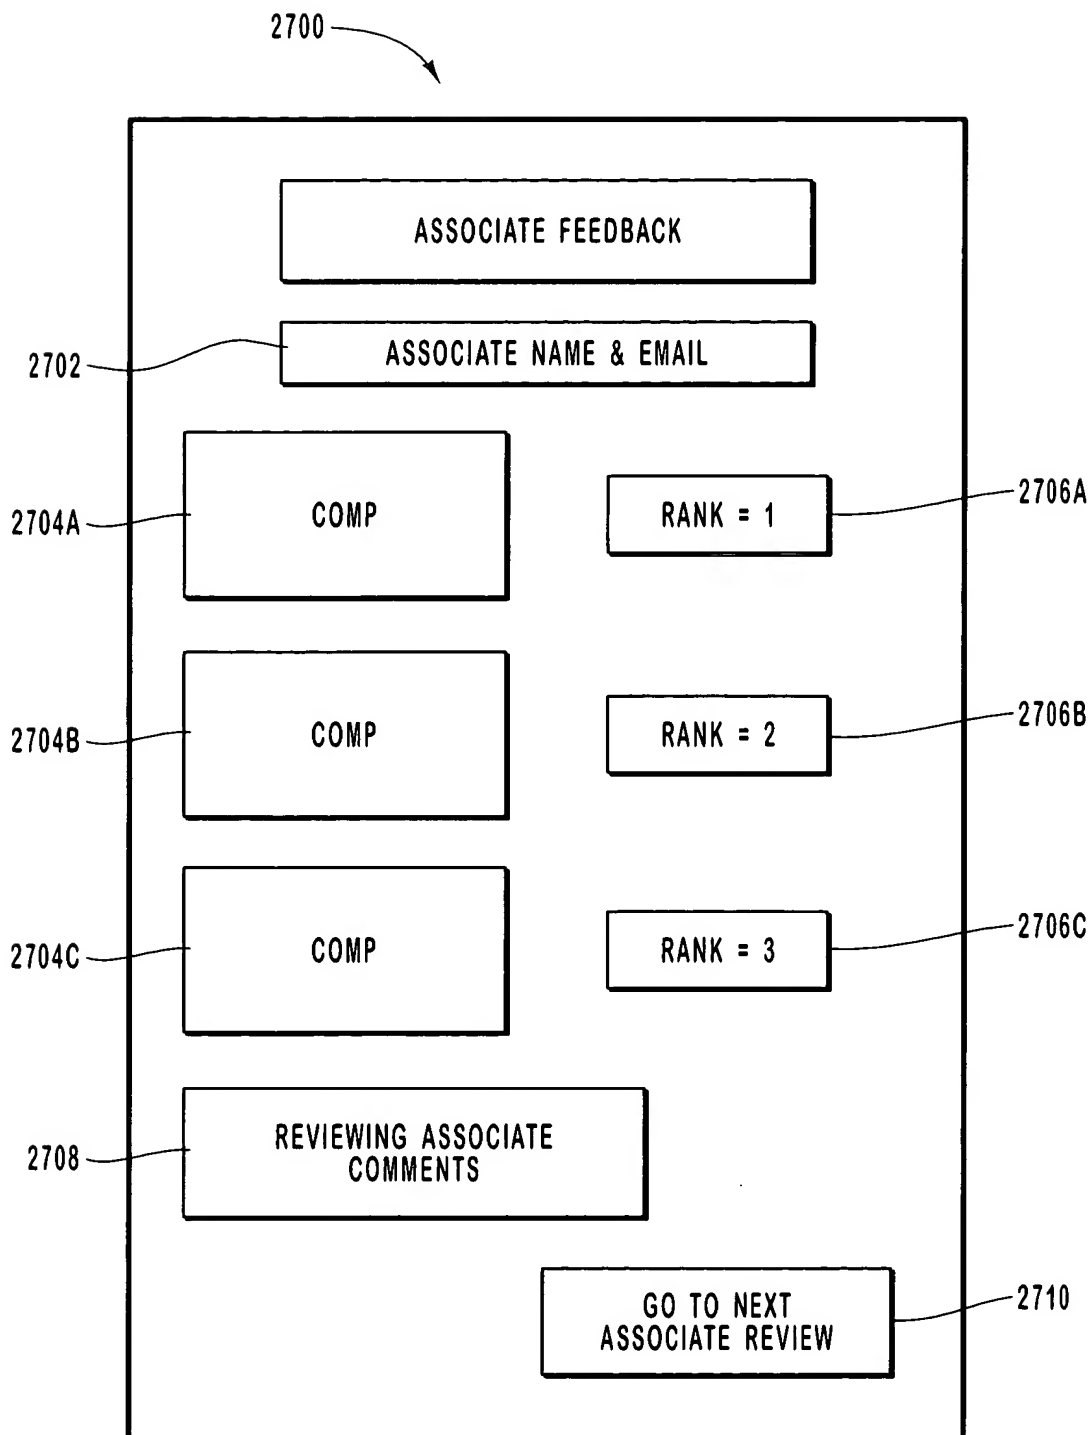 2700
ASSOCIATE FEEDBACK
2702
ASSOCIATE NAME & EMAIL
2704A
COMP
RANK = 1
2706A
2704B
COMP
RANK = 2
2706B
2704C
COMP
RANK = 3
2706C
2708
REVIEWING ASSOCIATE
COMMENTS
GO TO NEXT
ASSOCIATE REVIEW
2710